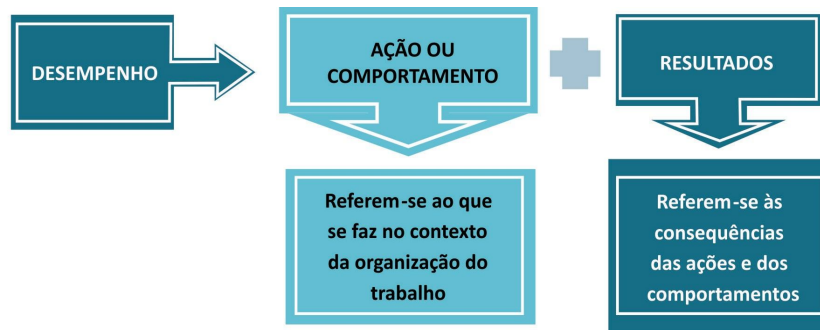 DESEMPENHO
AÇÃO OU
COMPORTAMENTO
RESULTADOS
Referem-se ao que
se faz no contexto
da organização do
trabalho
Referem-se às
consequências
das ações e dos
comportamentos